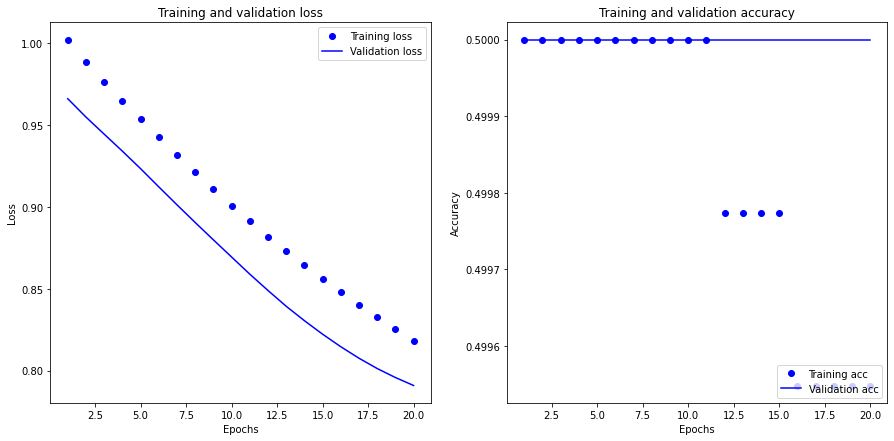 Training and validation loss
Training loss
Validation loss
1.00
0.95
0.90
0.85
0.80
Loss
2.5 5.0 7.5 10.0 12.5 15.0 17.5 20.0
Epochs
Training and validation accuracy
0.5000
0.4999
0.4998
0.4997
0.4996
Accuracy
Training acc
Validation acc
2.5 5.0 7.5 10.0 12.5 15.0 17.5 20.0
Epochs